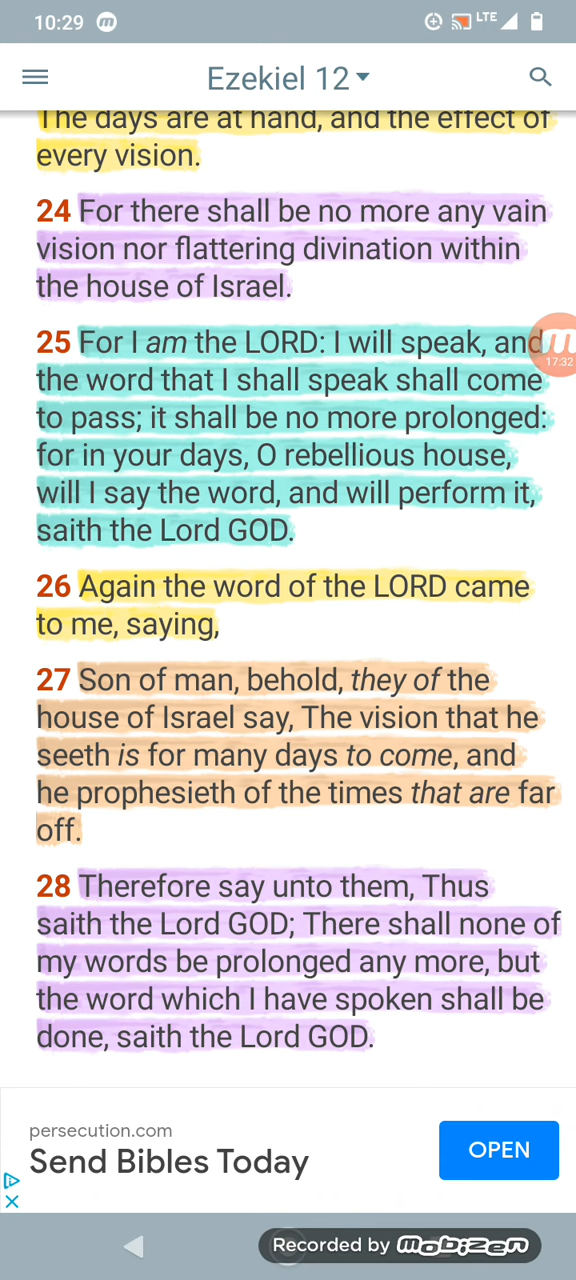 10:29 m LTE
Ezekiel 12
The days are at hand, and the effect of
every vision.
24 For there shall be no more any vain
vision nor flattering divination within
the house of Israel.
25 For I am the LORD: I will speak, and
the word that I shall speak shall come
to pass; it shall be no more prolonged:
for in your days, O rebellious house,
will I say the word, and will perform it,
saith the Lord GOD.
m
17:32
26 Again the word of the LORD came
to me, saying,
27 Son of man, behold, they of the
house of Israel say, The vision that he
seeth is for many days to come, and
he prophesieth of the times that are far
off.
28 Therefore say unto them, Thus
saith the Lord GOD; There shall none of
my words be prolonged any more, but
the word which I have spoken shall be
done, saith the Lord GOD.
persecution.com
Send Bibles Today
OPEN
Recorded by mobizen